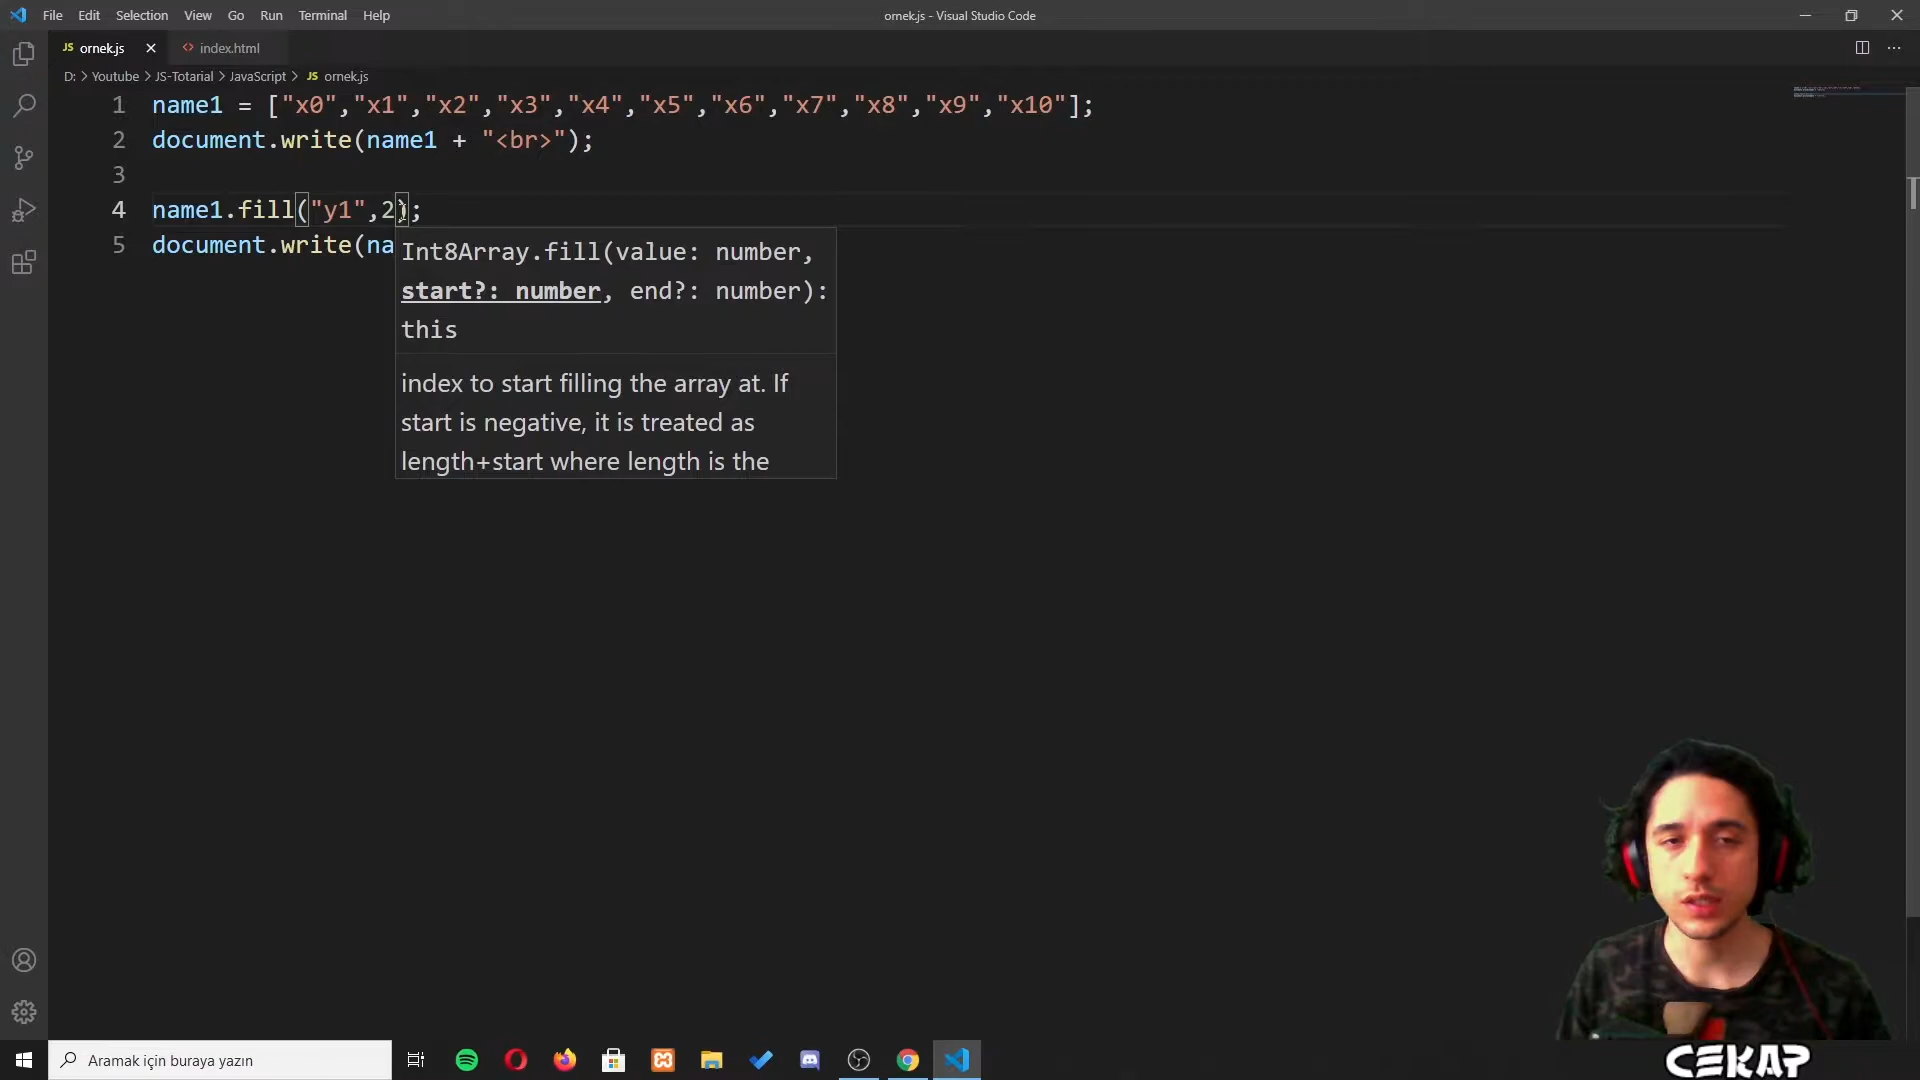 File Edit Selection View Go Run Terminal Help
ornek.js - Visual Studio Code
JS ornek.js
<> index.html
D: > Youtube > JS-Totarial > JavaScript > JS ornek.js
1 name1 = ["x0","x1","x2","x3","x4","x5","x6","x7","x8","x9","x10"];
2 document.write(name1 + "<br>");
3
4 name1.fill("y1",2);
5 document.write(na
Int8Array.fill(value: number,
start?: number, end?: number):
this
index to start filling the array at. If
start is negative, it is treated as
length+start where length is the
Aramak için buraya yazın
CEKAP